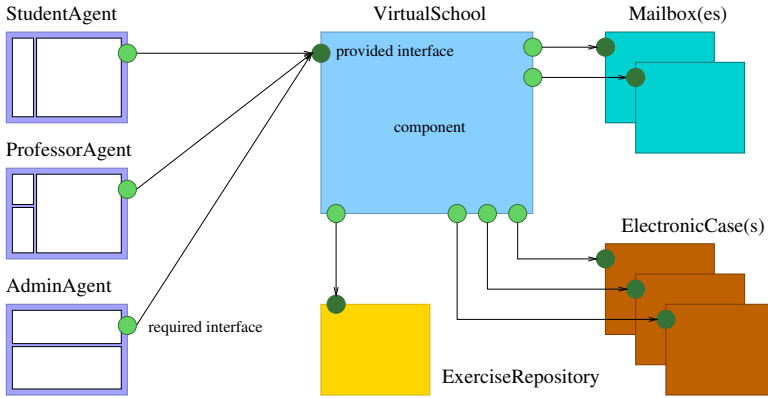 StudentAgent
VirtualSchool
Mailbox(es)
provided interface
component
ProfessorAgent
ElectronicCase(s)
AdminAgent
required interface
ExerciseRepository